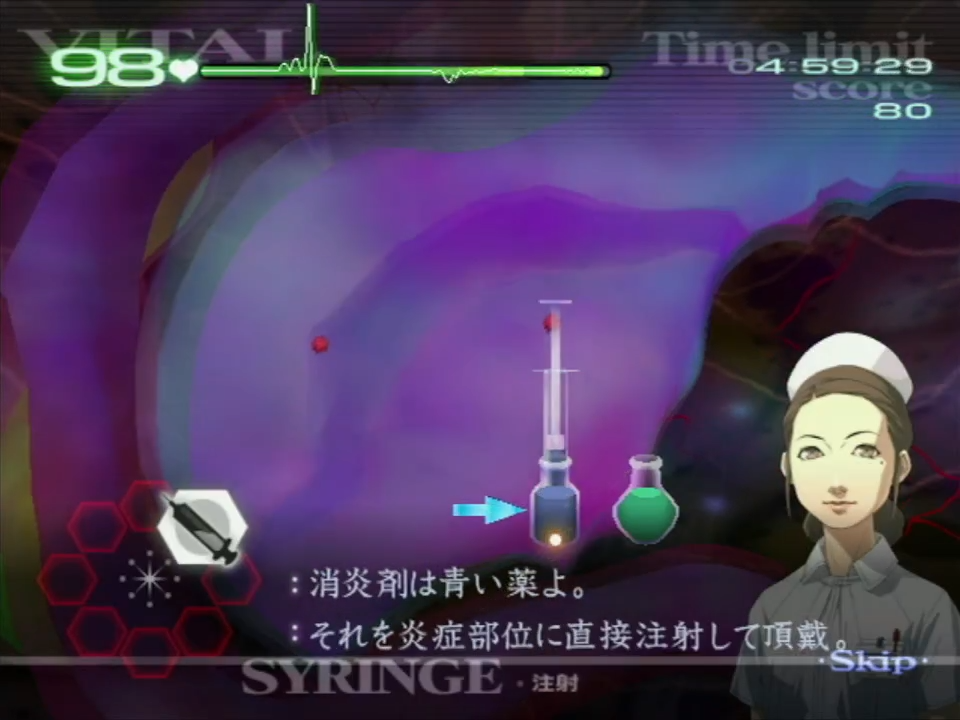 VITAL
Time limit
98
04:59:29
score
80
：消炎剤は青い薬よ。
：それを炎症部位に直接注射して頂戴。
・Skip・
SYRINGE ・注射